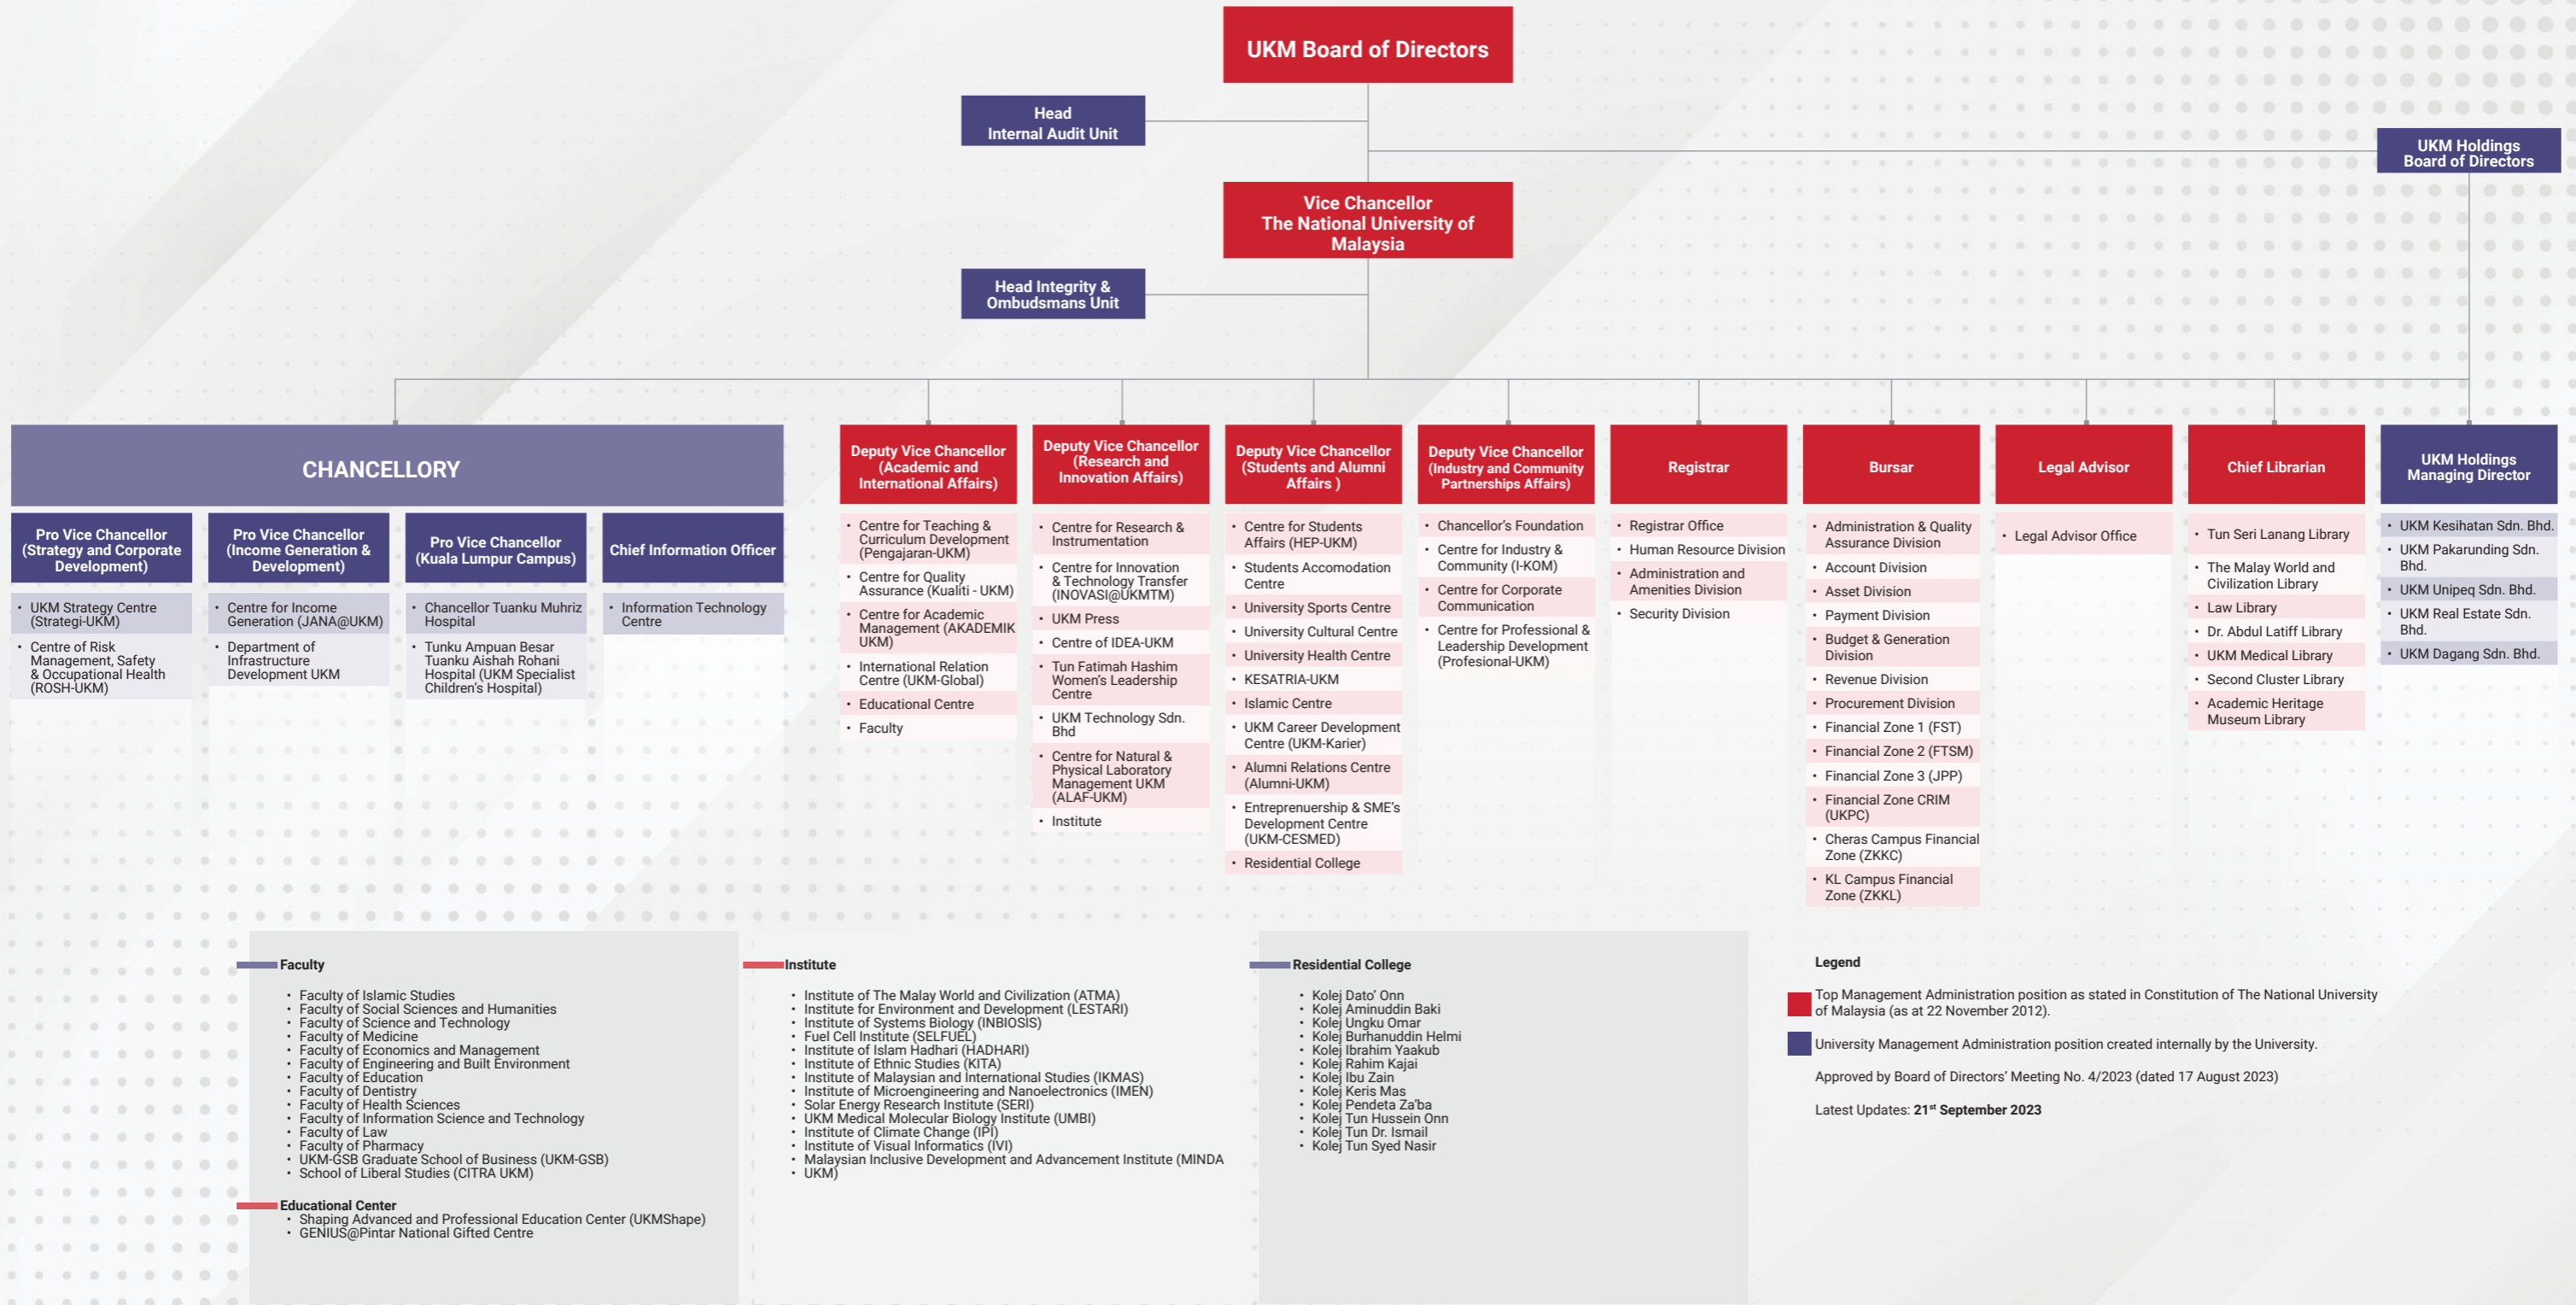 UKM Board of Directors
Head
Internal Audit Unit
UKM Holdings
Board of Directors
Vice Chancellor
The National University of
Malaysia
Head Integrity &
Ombudsmans Unit
CHANCELLORY
Pro Vice Chancellor
(Strategy and Corporate
Development)
• UKM Strategy Centre
(Strategi-UKM)
• Centre of Risk
Management, Safety
& Occupational Health
(ROSH-UKM)
Pro Vice Chancellor
(Income Generation &
Development)
• Centre for Income
Generation (JANA@UKM)
• Department of
Infrastructure
Development UKM
Pro Vice Chancellor
(Kuala Lumpur Campus)
• Chancellor Tuanku Muhriz
Hospital
• Tunku Ampuan Besar
Tuanku Aishah Rohani
Hospital (UKM Specialist
Children's Hospital)
Chief Information Officer
• Information Technology
Centre
Deputy Vice Chancellor
(Academic and
International Affairs)
• Centre for Teaching &
Curriculum Development
(Pengajaran-UKM)
• Centre for Quality
Assurance (Kualiti - UKM)
• Centre for Academic
Management (AKADEMIK
UKM)
• International Relation
Centre (UKM-Global)
• Educational Centre
• Faculty
Deputy Vice Chancellor
(Research and
Innovation Affairs)
• Centre for Research &
Instrumentation
• Centre for Innovation
& Technology Transfer
(INOVASI@UKMTM)
• UKM Press
• Centre of IDEA-UKM
• Tun Fatimah Hashim
Women's Leadership
Centre
• UKM Technology Sdn.
Bhd
• Centre for Natural &
Physical Laboratory
Management UKM
(ALAF-UKM)
• Institute
Deputy Vice Chancellor
(Students and Alumni
Affairs )
• Centre for Students
Affairs (HEP-UKM)
• Students Accomodation
Centre
• University Sports Centre
• University Cultural Centre
• University Health Centre
• KESATRIA-UKM
• Islamic Centre
• UKM Career Development
Centre (UKM-Karier)
• Alumni Relations Centre
(Alumni-UKM)
• Entreprenuership & SME's
Development Centre
(UKM-CESMED)
• Residential College
Deputy Vice Chancellor
(Industry and Community
Partnerships Affairs)
• Chancellor's Foundation
• Centre for Industry &
Community (I-KOM)
• Centre for Corporate
Communication
• Centre for Professional &
Leadership Development
(Profesional-UKM)
Registrar
• Registrar Office
• Human Resource Division
• Administration and
Amenities Division
• Security Division
Bursar
• Administration & Quality
Assurance Division
• Account Division
• Asset Division
• Payment Division
• Budget & Generation
Division
• Revenue Division
• Procurement Division
• Financial Zone 1 (FST)
• Financial Zone 2 (FTSM)
• Financial Zone 3 (JPP)
• Financial Zone CRIM
(UKPC)
• Cheras Campus Financial
Zone (ZKKC)
• KL Campus Financial
Zone (ZKKL)
Legal Advisor
• Legal Advisor Office
Chief Librarian
• Tun Seri Lanang Library
• The Malay World and
Civilization Library
• Law Library
• Dr. Abdul Latiff Library
• UKM Medical Library
• Second Cluster Library
• Academic Heritage
Museum Library
UKM Holdings
Managing Director
• UKM Kesihatan Sdn. Bhd.
• UKM Pakarunding Sdn.
Bhd.
• UKM Unipeq Sdn. Bhd.
• UKM Real Estate Sdn.
Bhd.
• UKM Dagang Sdn. Bhd.
Faculty
• Faculty of Islamic Studies
• Faculty of Social Sciences and Humanities
• Faculty of Science and Technology
• Faculty of Medicine
• Faculty of Economics and Management
• Faculty of Engineering and Built Environment
• Faculty of Education
• Faculty of Dentistry
• Faculty of Health Sciences
• Faculty of Information Science and Technology
• Faculty of Law
• Faculty of Pharmacy
• UKM-GSB Graduate School of Business (UKM-GSB)
• School of Liberal Studies (CITRA UKM)
Educational Center
• Shaping Advanced and Professional Education Center (UKMShape)
• GENIUS@Pintar National Gifted Centre
Institute
• Institute of The Malay World and Civilization (ATMA)
• Institute for Environment and Development (LESTARI)
• Institute of Systems Biology (INBIOSIS)
• Fuel Cell Institute (SELFUEL)
• Institute of Islam Hadhari (HADHARI)
• Institute of Ethnic Studies (KITA)
• Institute of Malaysian and International Studies (IKMAS)
• Institute of Microengineering and Nanoelectronics (IMEN)
• Solar Energy Research Institute (SERI)
• UKM Medical Molecular Biology Institute (UMBI)
• Institute of Climate Change (IPI)
• Institute of Visual Informatics (IVI)
• Malaysian Inclusive Development and Advancement Institute (MINDA
• UKM)
Residential College
• Kolej Dato' Onn
• Kolej Aminuddin Baki
• Kolej Ungku Omar
• Kolej Burhanuddin Helmi
• Kolej Ibrahim Yaakub
• Kolej Rahim Kajai
• Kolej Ibu Zain
• Kolej Keris Mas
• Kolej Pendeta Za'ba
• Kolej Tun Hussein Onn
• Kolej Tun Dr. Ismail
• Kolej Tun Syed Nasir
Legend
Top Management Administration position as stated in Constitution of The National University
of Malaysia (as at 22 November 2012).
University Management Administration position created internally by the University.
Approved by Board of Directors' Meeting No. 4/2023 (dated 17 August 2023)
Latest Updates: 21st September 2023